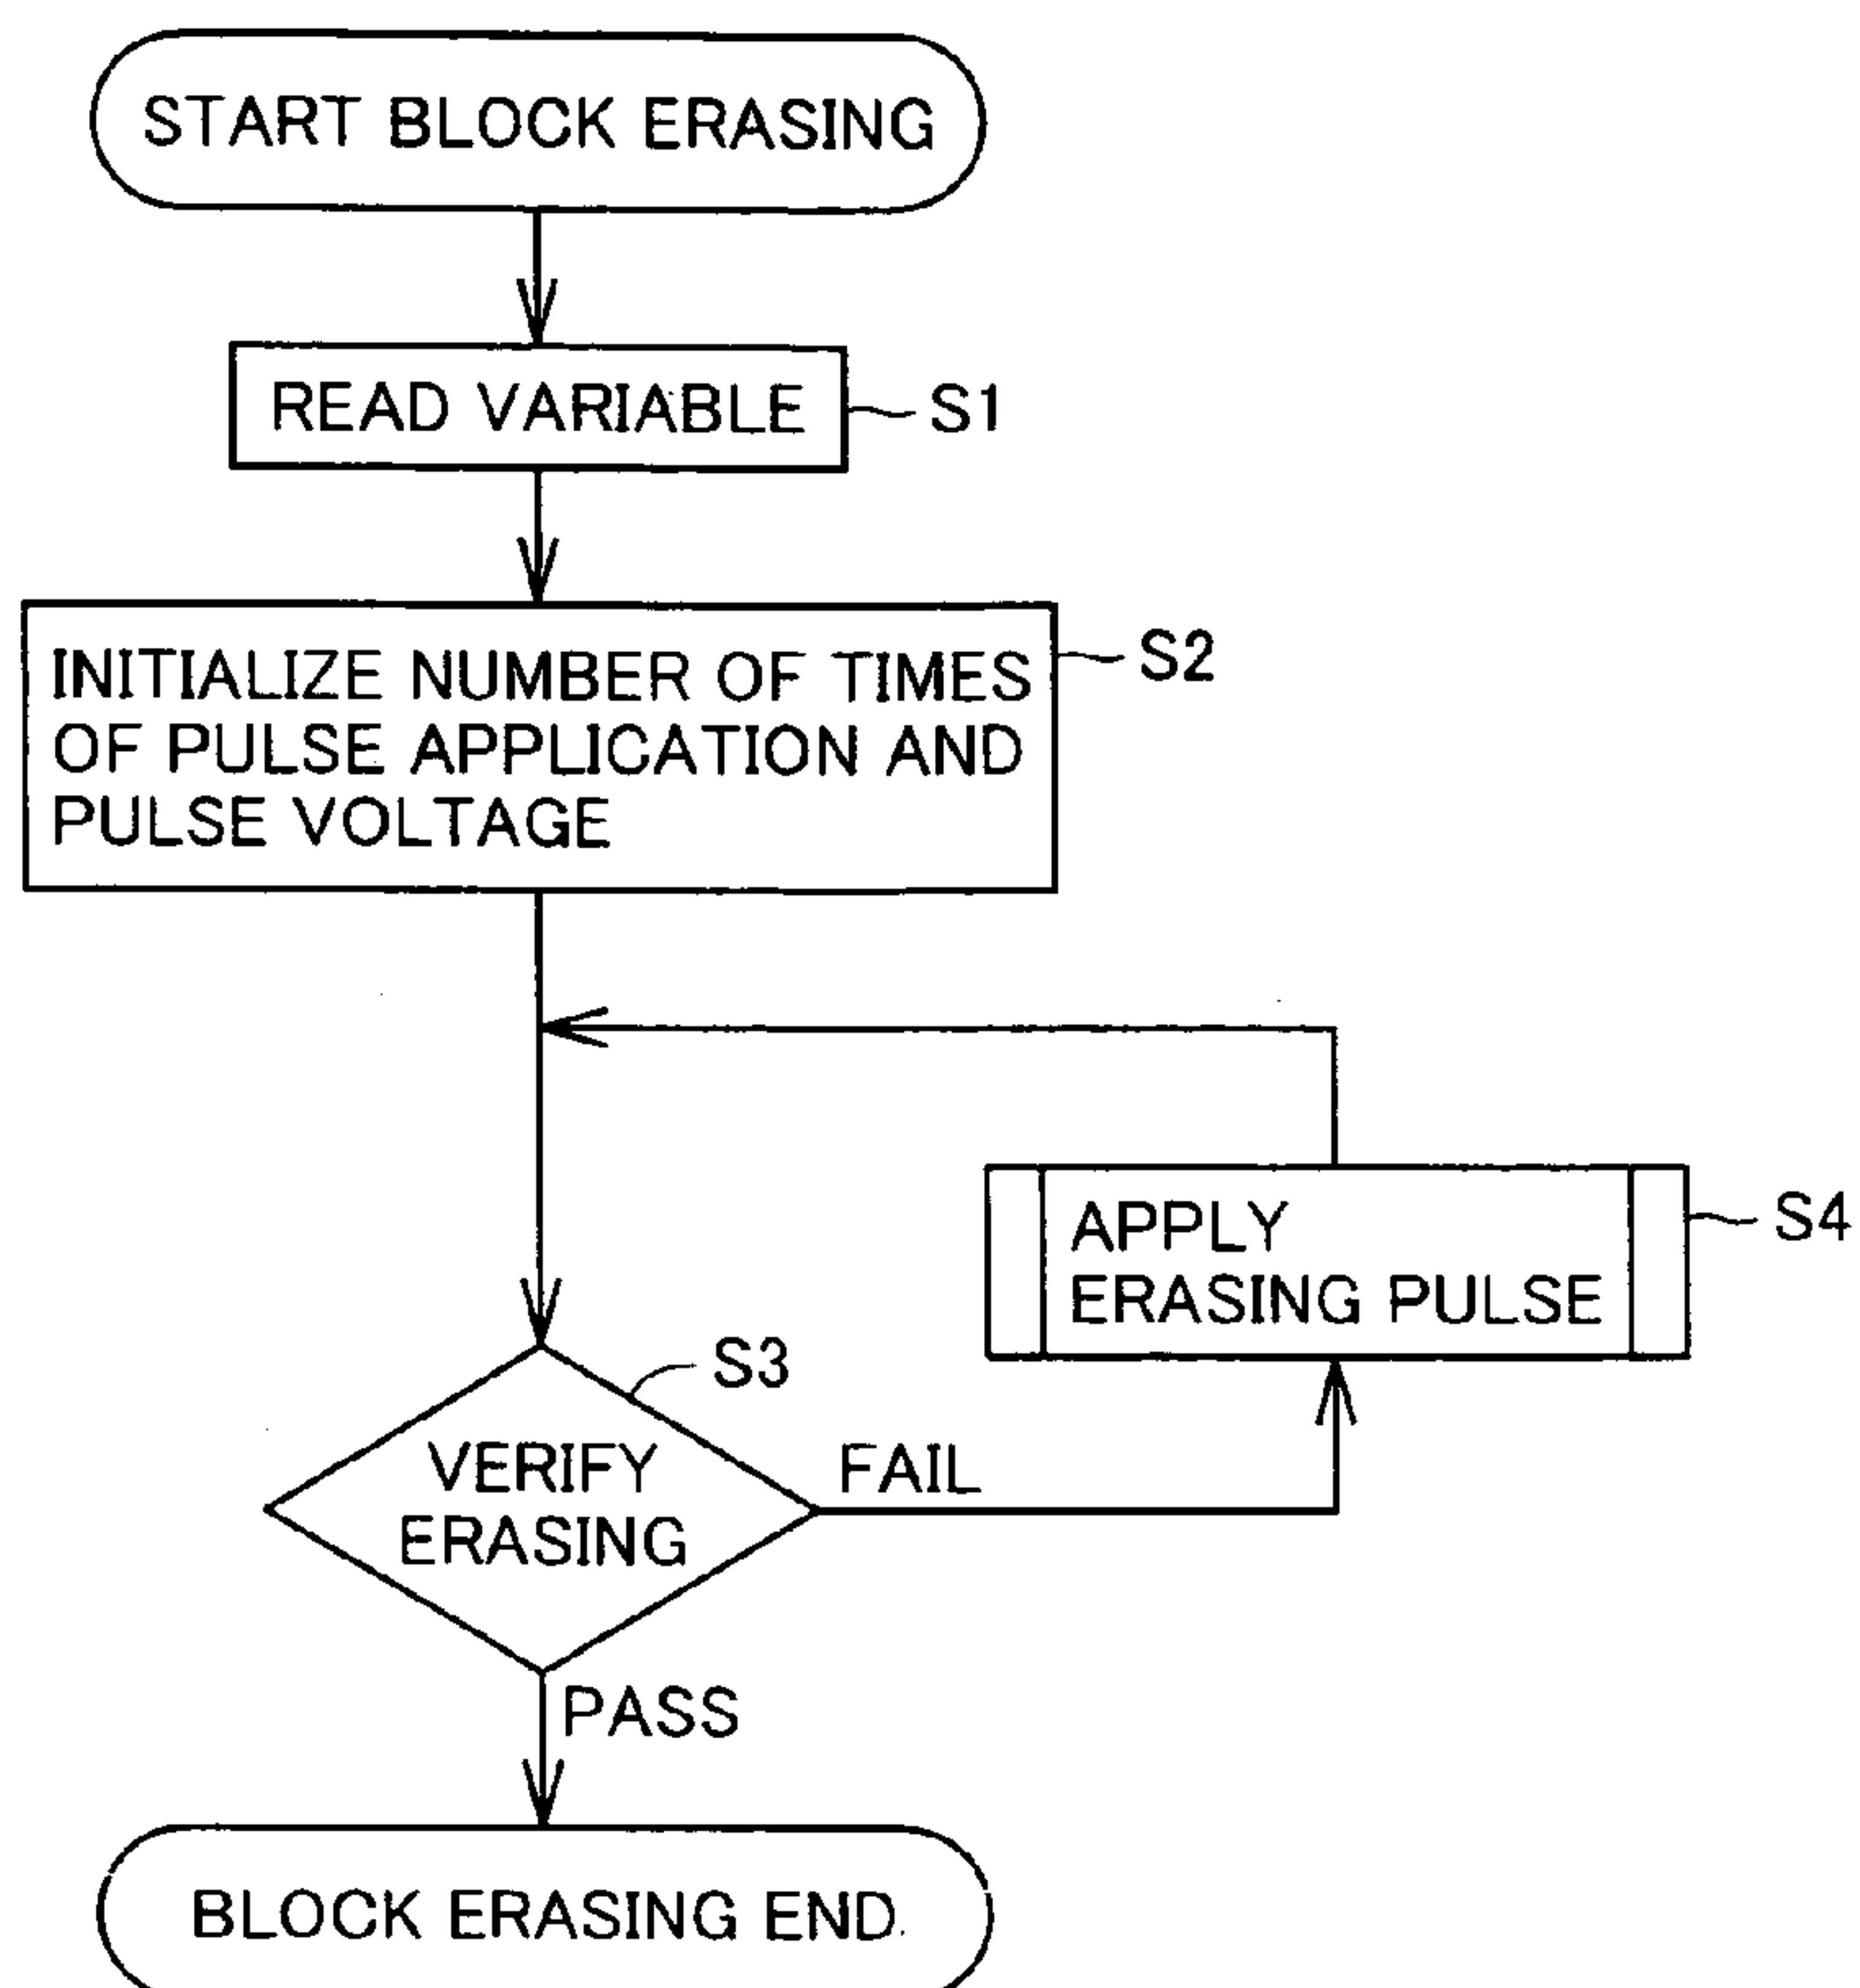 START BLOCK ERASING
READ VARIABLE
S1
INITIALIZE NUMBER OF TIMES
OF PULSE APPLICATION AND
PULSE VOLTAGE
S2
APPLY
ERASING PULSE
S4
S3
VERIFY
ERASING
FAIL
PASS
BLOCK ERASING END